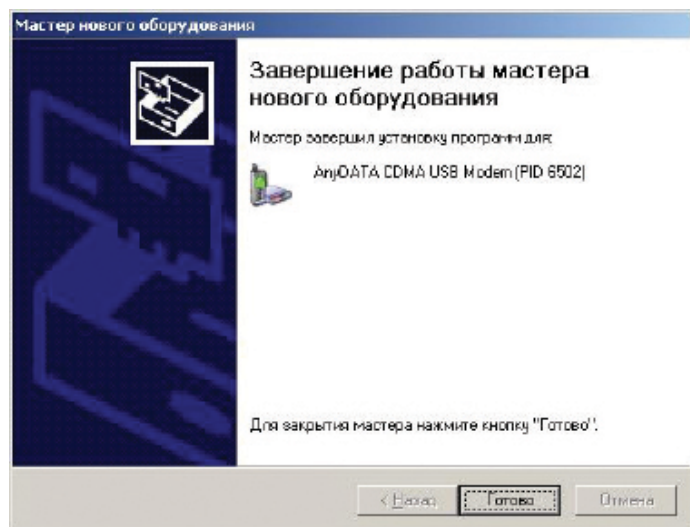 Мастер нового оборудования
Завершение работы мастера
нового оборудования
Мастер завершил установку программ для:
AnyDATA CDMA USB Modem (PID 6502)
Для закрытия мастера нажмите кнопку "Готово".
< Назад
Готово
Отмена